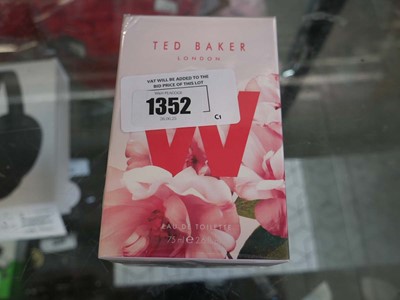 TED BAKER
LONDON
VAT WILL BE ADDED TO THE
BID PRICE OF THIS LOT
1352
C1
W
EAU DE TOILETTE